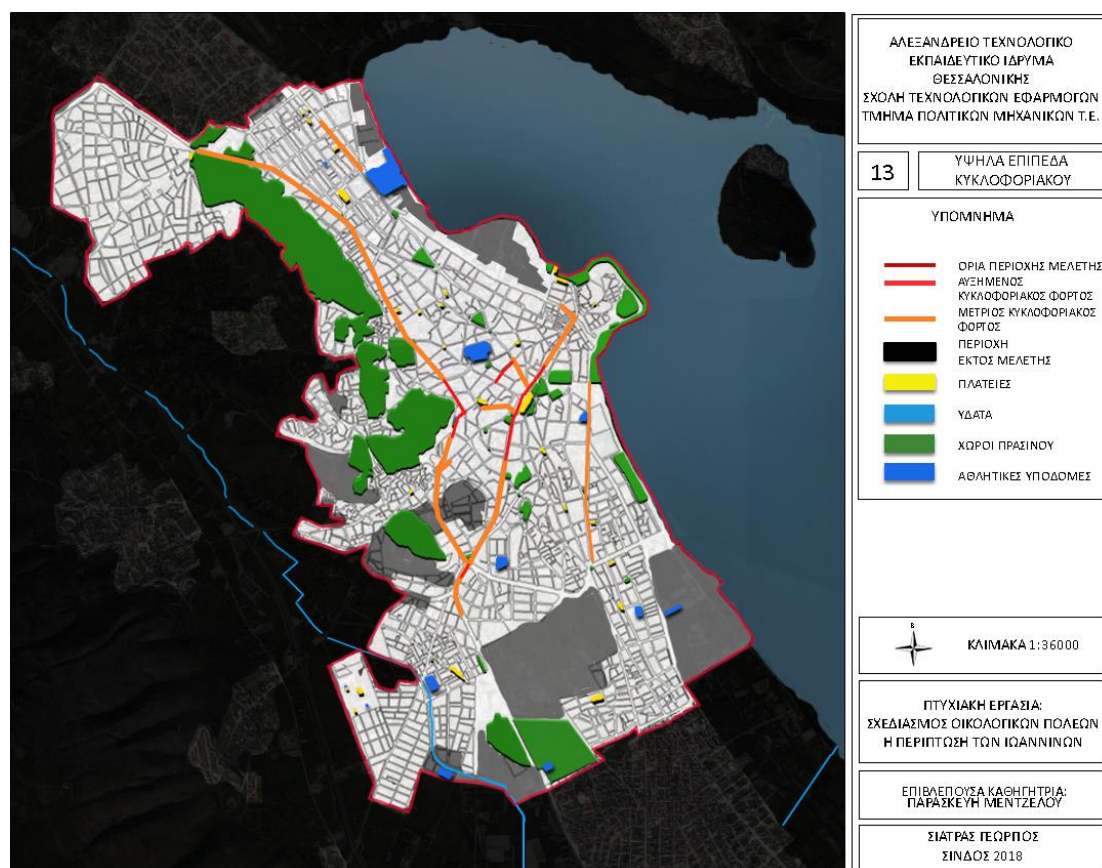 ΑΛΕΞΑΝΔΡΕΙΟ ΤΕΧΝΟΛΟΓΙΚΟ
ΕΚΠΑΙΔΕΥΤΙΚΟ ΙΔΡΥΜΑ
ΘΕΣΣΑΛΟΝΙΚΗΣ
ΣΧΟΛΗ ΤΕΧΝΟΛΟΓΙΚΩΝ ΕΦΑΡΜΟΓΩΝ
ΤΜΗΜΑ ΠΟΛΙΤΙΚΩΝ ΜΗΧΑΝΙΚΩΝ Τ.Ε.
13
ΥΨΗΛΑ ΕΠΙΠΕΔΑ
ΚΥΚΛΟΦΟΡΙΑΚΟΥ
ΥΠΟΜΝΗΜΑ
ΟΡΙΑ ΠΕΡΙΟΧΗΣ ΜΕΛΕΤΗΣ
ΑΥΞΗΜΕΝΟΣ
ΚΥΚΛΟΦΟΡΙΑΚΟΣ ΦΟΡΤΟΣ
ΜΕΤΡΙΟΣ ΚΥΚΛΟΦΟΡΙΑΚΟΣ
ΦΟΡΤΟΣ
ΠΕΡΙΟΧΗ
ΕΚΤΟΣ ΜΕΛΕΤΗΣ
ΠΛΑΤΕΙΕΣ
ΥΔΑΤΑ
ΧΩΡΟΙ ΠΡΑΣΙΝΟΥ
ΑΘΛΗΤΙΚΕΣ ΥΠΟΔΟΜΕΣ
Β
ΚΛΙΜΑΚΑ 1:36000
ΠΤΥΧΙΑΚΗ ΕΡΓΑΣΙΑ:
ΣΧΕΔΙΑΣΜΟΣ ΟΙΚΟΛΟΓΙΚΩΝ ΠΟΛΕΩΝ
Η ΠΕΡΙΠΤΩΣΗ ΤΩΝ ΙΩΑΝΝΙΝΩΝ
ΕΠΙΒΛΕΠΟΥΣΑ ΚΑΘΗΓΗΤΡΙΑ:
ΠΑΡΑΣΚΕΥΗ ΜΕΝΤΖΕΛΟΥ
ΣΙΑΤΡΑΣ ΓΕΩΡΓΙΟΣ
ΣΙΝΔΟΣ 2018